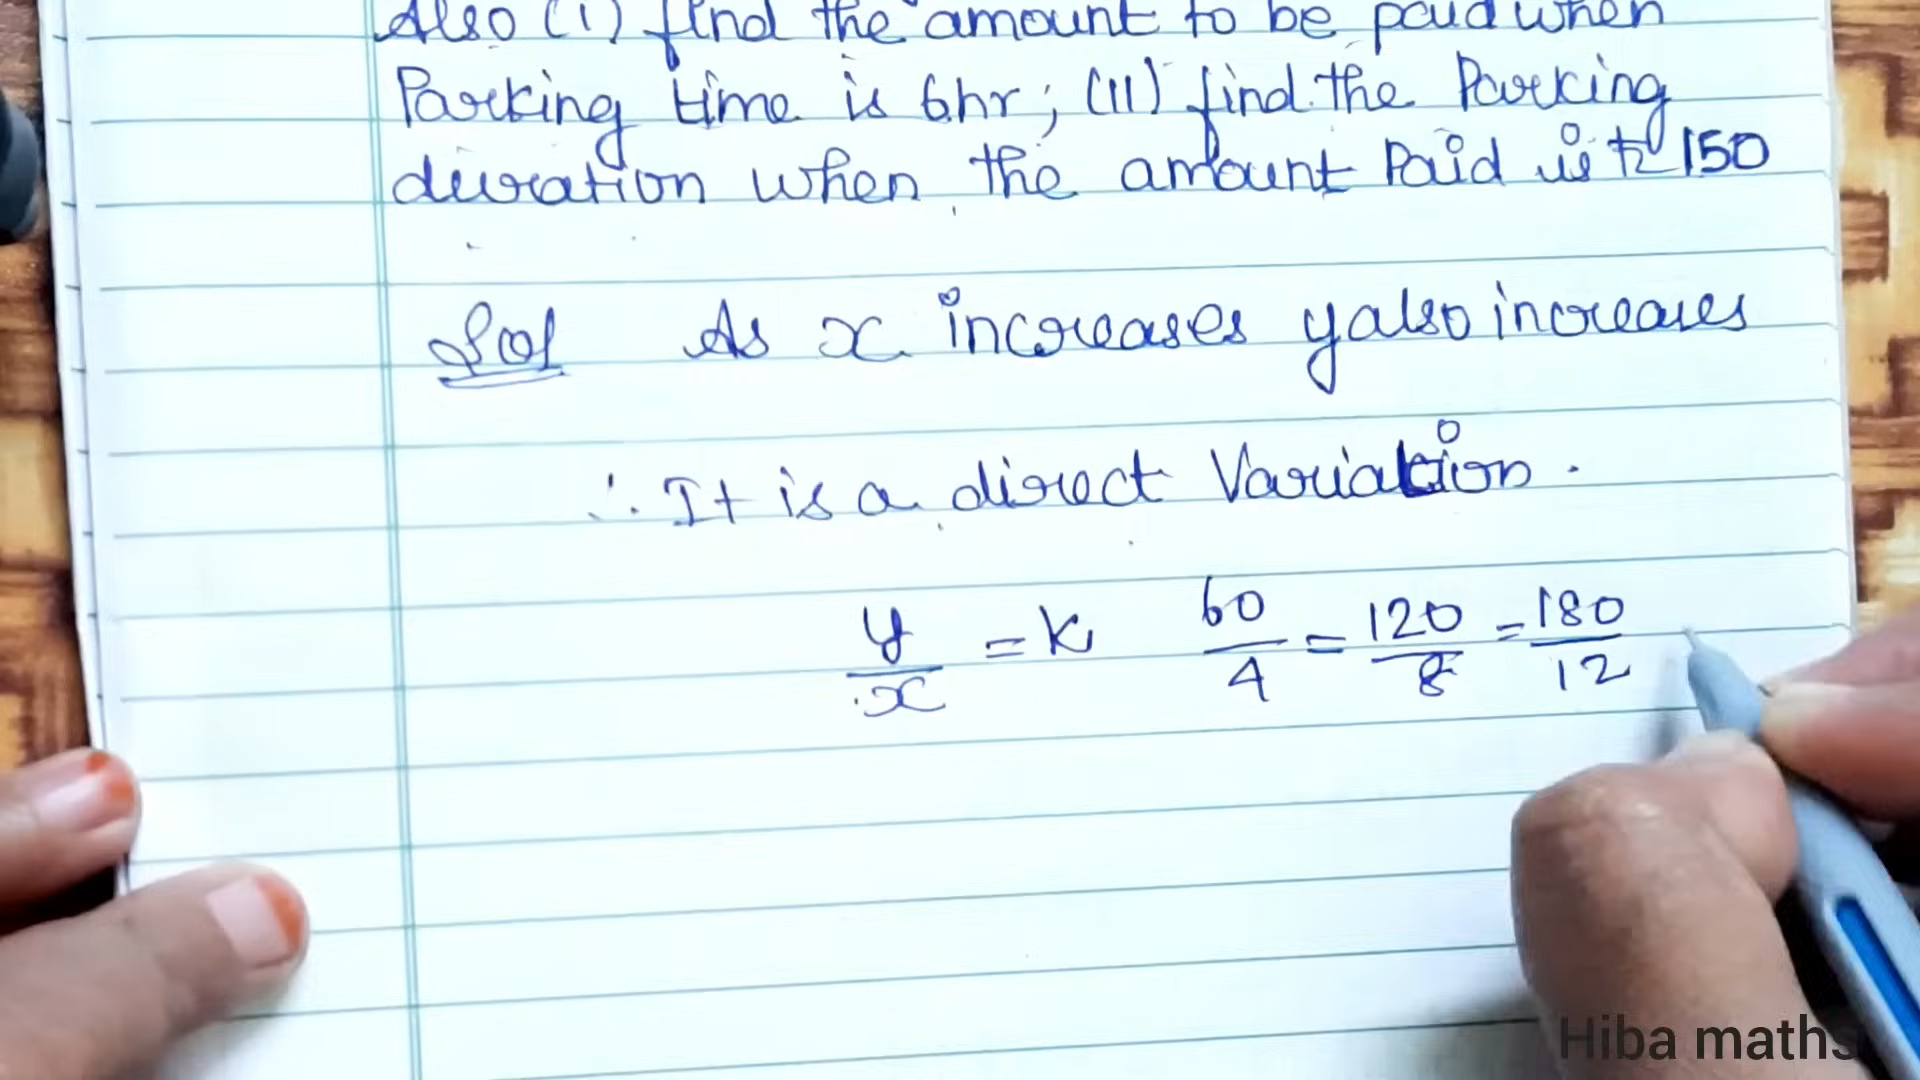 Also (i) find the amount to be paid when
Parking time is 6hr; (II) find the Parking
duration when the amount Paid is ₹ 150
Sol As x increases y also increases
∴ It is a direct Variation.
y/x = k 60/4 = 120/8 = 180/12
Hiba maths